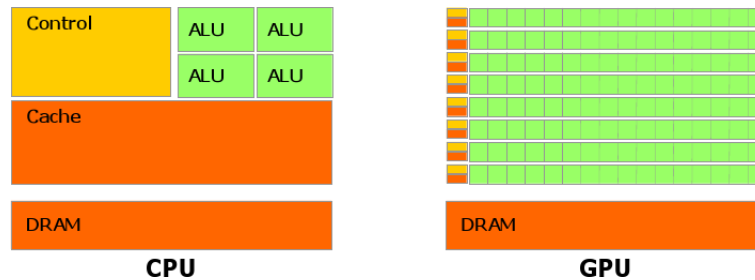 Control
ALU ALU
ALU ALU
Cache
DRAM
CPU
DRAM
GPU